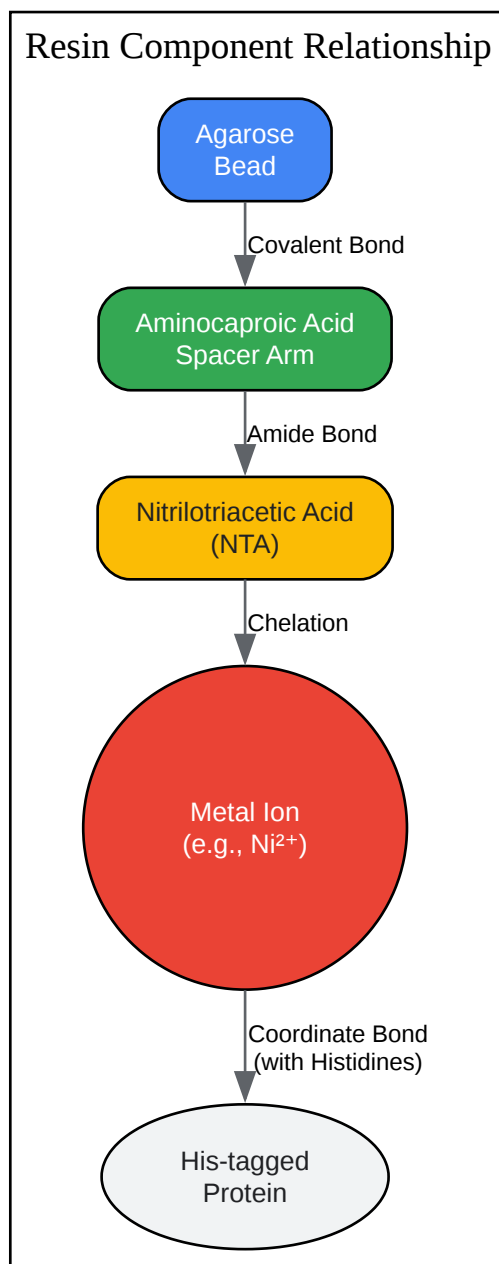 Resin Component Relationship
Agarose
Bead
Covalent Bond
Aminocaproic Acid
Spacer Arm
Amide Bond
Nitrilotriacetic Acid
(NTA)
Chelation
Metal Ion
(e.g., Ni²⁺)
Coordinate Bond
(with Histidines)
His-tagged
Protein